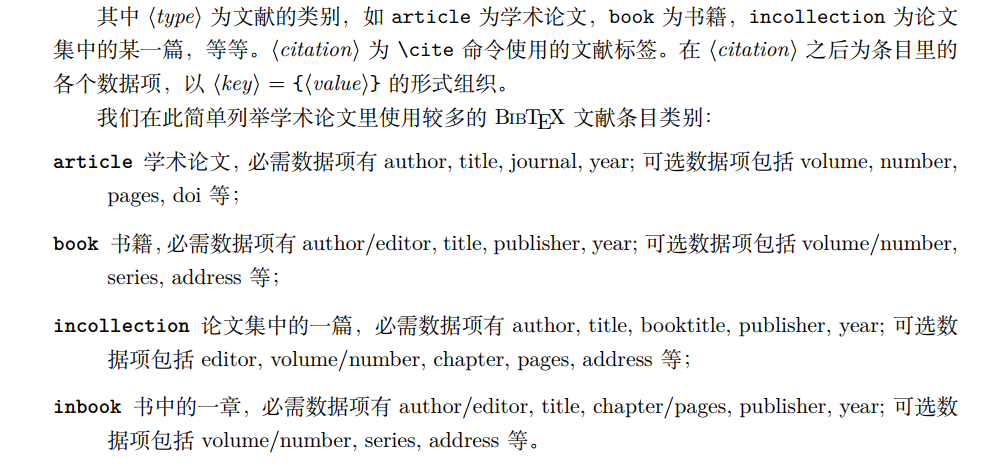 其中 ⟨type⟩ 为文献的类别，如 article 为学术论文，book 为书籍，incollection 为论文
集中的某一篇，等等。⟨citation⟩ 为 \cite 命令使用的文献标签。在 ⟨citation⟩ 之后为条目里的
各个数据项，以 ⟨key⟩ = {⟨value⟩} 的形式组织。
我们在此简单列举学术论文里使用较多的 BIBTEX 文献条目类别：
article 学术论文，必需数据项有 author, title, journal, year; 可选数据项包括 volume, number,
pages, doi 等；
book 书籍，必需数据项有 author/editor, title, publisher, year; 可选数据项包括 volume/number,
series, address 等；
incollection 论文集中的一篇，必需数据项有 author, title, booktitle, publisher, year; 可选数
据项包括 editor, volume/number, chapter, pages, address 等；
inbook 书中的一章，必需数据项有 author/editor, title, chapter/pages, publisher, year; 可选数
据项包括 volume/number, series, address 等。